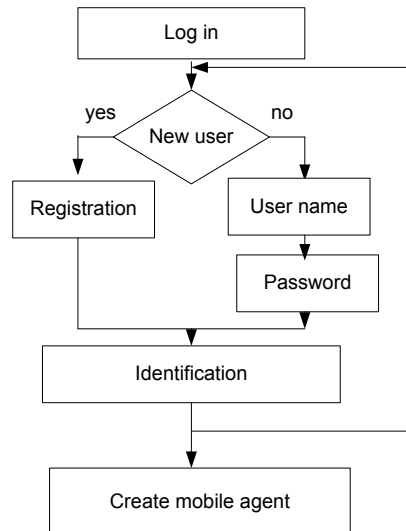 Log in
yes
no
New user
Registration
User name
Password
Identification
Create mobile agent